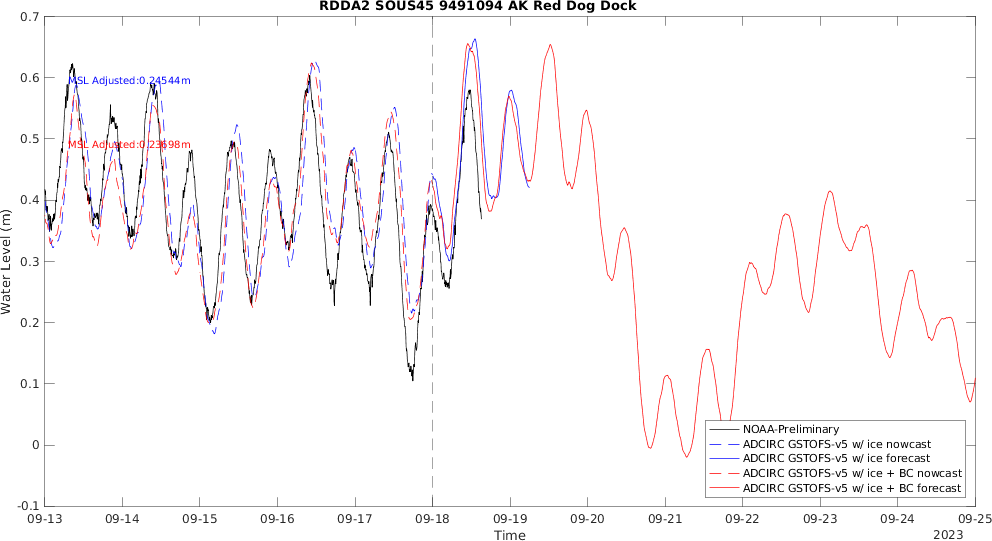 RDDA2 SOUS45 9491094 AK Red Dog Dock
0.7
0.6
0.5
0.4
0.3
0.2
0.1
0
-0.1
Water Level (m)
MSL Adjusted:0.24544m
MSL Adjusted:0.23698m
NOAA-Preliminary
ADCIRC GSTOFS-v5 w/ ice nowcast
ADCIRC GSTOFS-v5 w/ ice forecast
ADCIRC GSTOFS-v5 w/ ice + BC nowcast
ADCIRC GSTOFS-v5 w/ ice + BC forecast
09-13 09-14 09-15 09-16 09-17 09-18 09-19 09-20 09-21 09-22 09-23 09-24 09-25
Time
2023